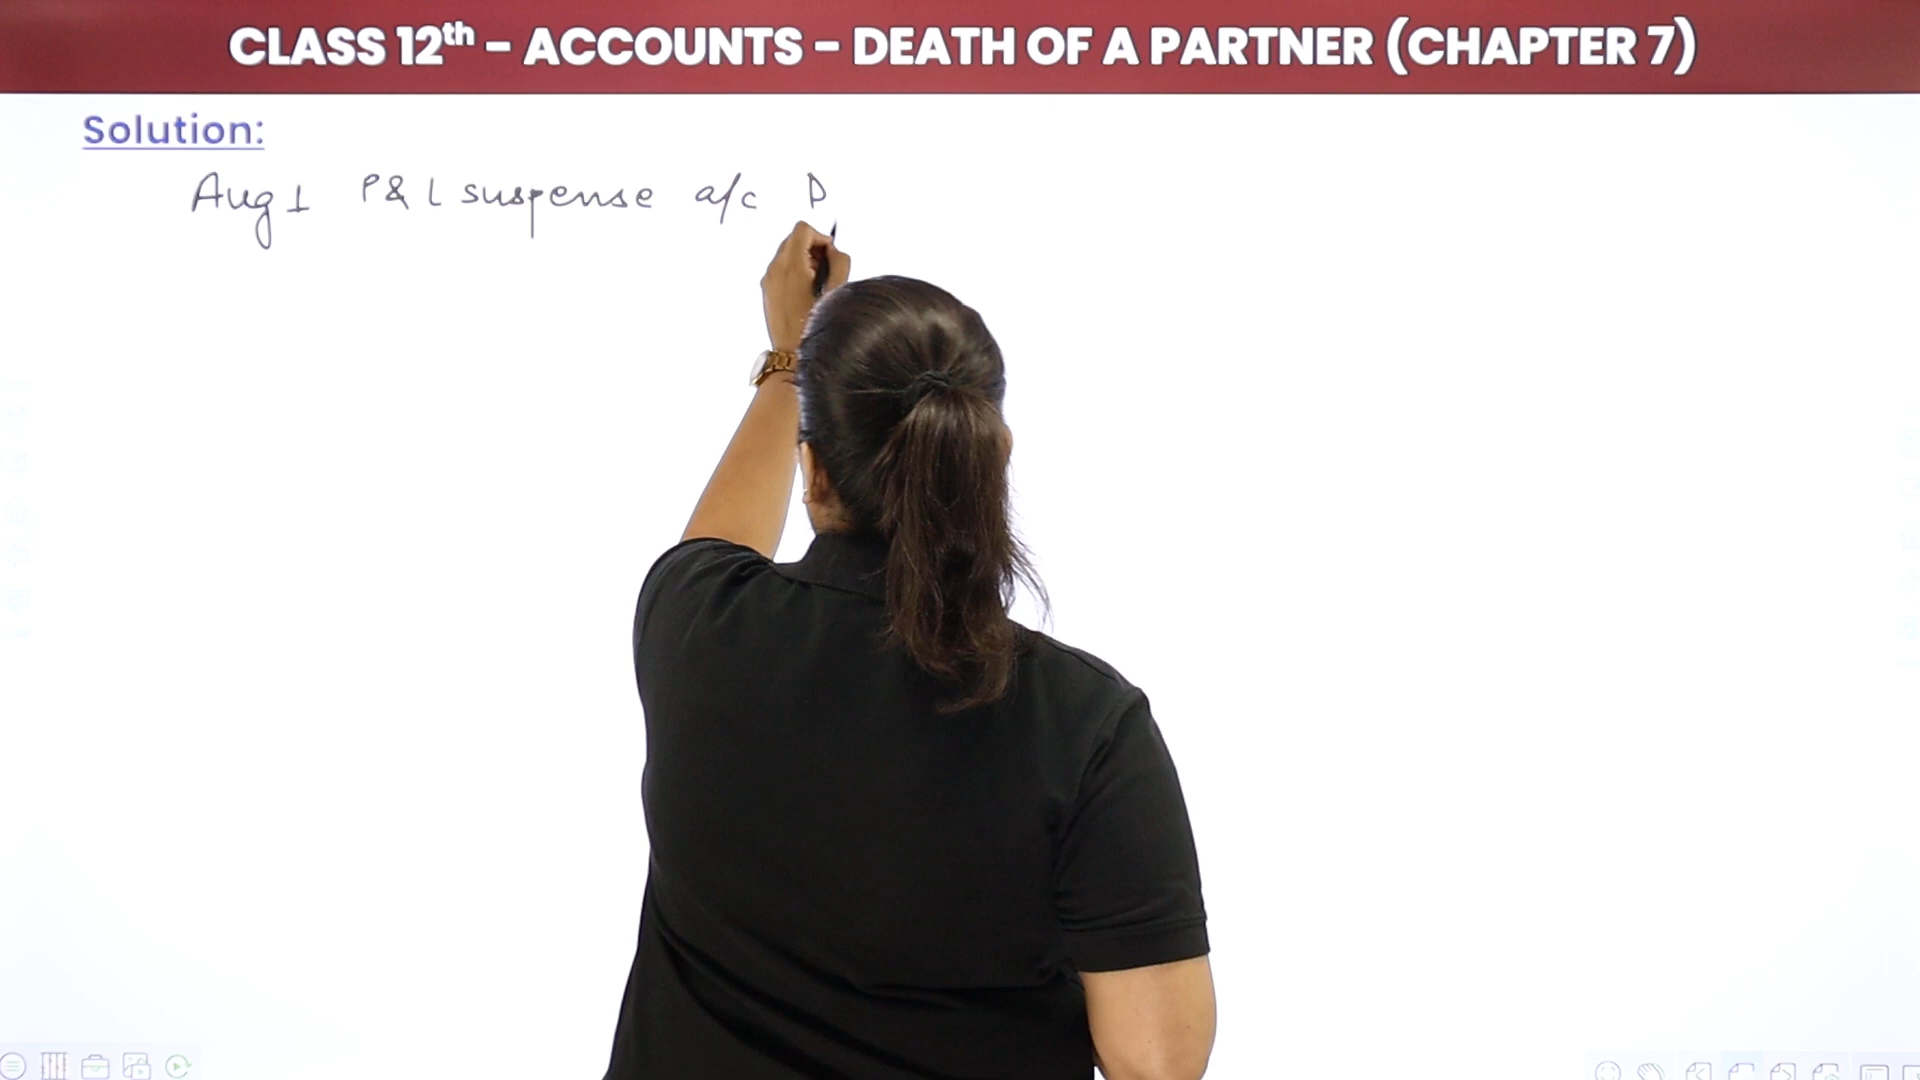 CLASS 12th - ACCOUNTS - DEATH OF A PARTNER (CHAPTER 7)
Solution:
Aug 1 P & L suspense a/c D